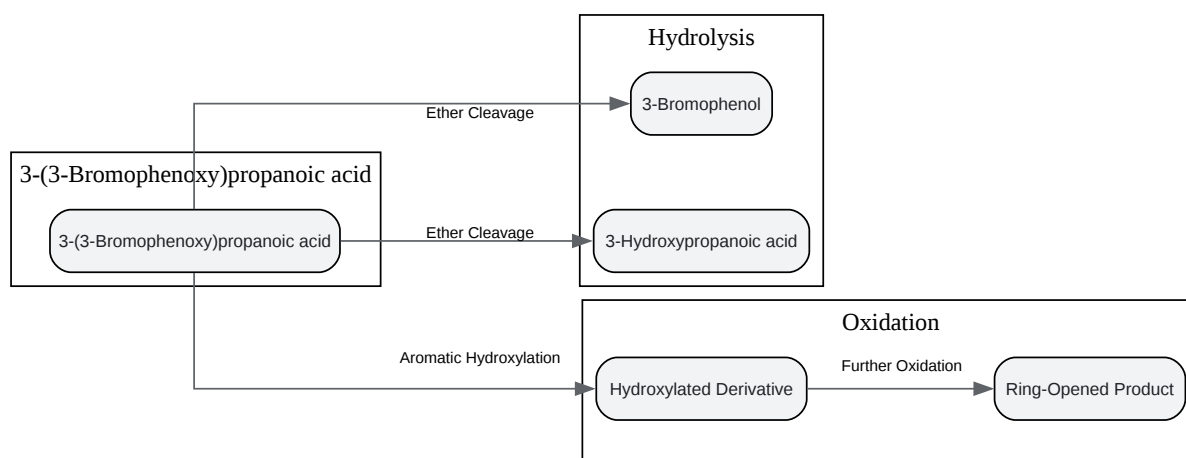 Hydrolysis
3-Bromophenol
Ether Cleavage
3-(3-Bromophenoxy)propanoic acid
3-(3-Bromophenoxy)propanoic acid
Ether Cleavage
3-Hydroxypropanoic acid
Oxidation
Aromatic Hydroxylation
Further Oxidation
Hydroxylated Derivative
Ring-Opened Product